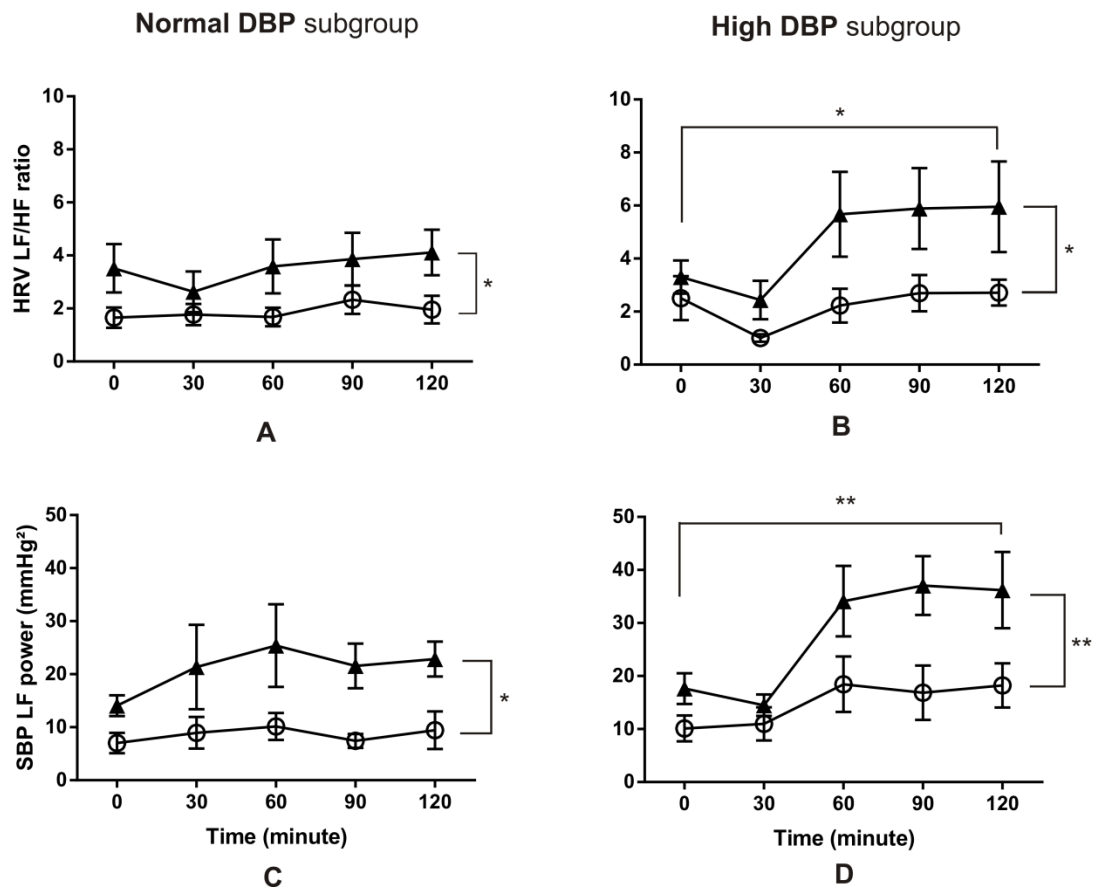 Normal DBP subgroup
High DBP subgroup
HRV LF/HF ratio
10
8
6
4
2
0
*
0 30 60 90 120
A
10
8
6
4
2
0
*
*
0 30 60 90 120
B
SBP LF power (mmHg²)
50
40
30
20
10
0
*
0 30 60 90 120
Time (minute)
C
50
40
30
20
10
0
**
**
0 30 60 90 120
Time (minute)
D